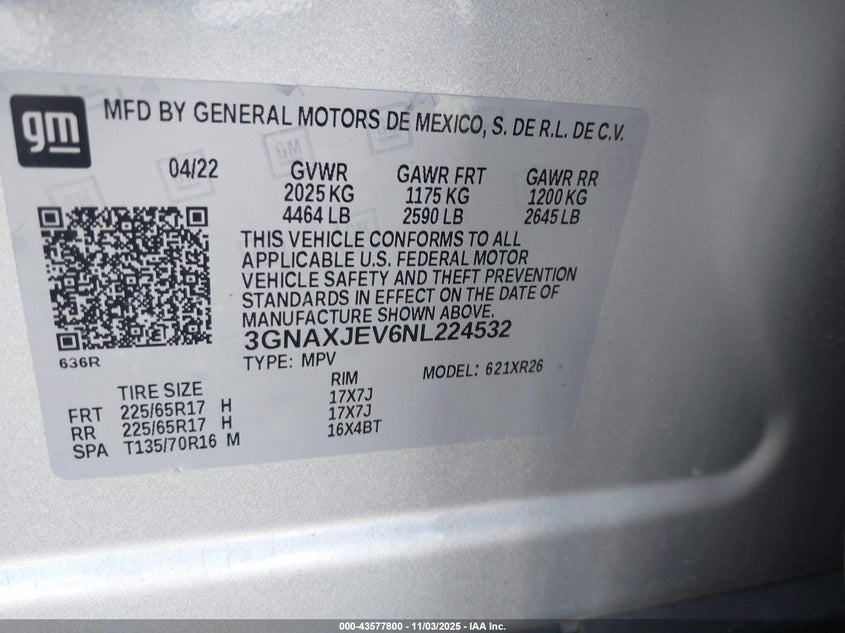 gm
MFD BY GENERAL MOTORS DE MEXICO, S. DE R.L. DE C.V.
04/22 GVWR GAWR FRT GAWR RR
2025 KG 1175 KG 1200 KG
4464 LB 2590 LB 2645 LB
THIS VEHICLE CONFORMS TO ALL
APPLICABLE U.S. FEDERAL MOTOR
VEHICLE SAFETY AND THEFT PREVENTION
STANDARDS IN EFFECT ON THE DATE OF
MANUFACTURE SHOWN ABOVE.
3GNAXJEV6NL224532
636R
TYPE: MPV MODEL: 621XR26
TIRE SIZE RIM
FRT 225/65R17 H 17X7J
RR 225/65R17 H 17X7J
SPA T135/70R16 M 16X4BT
000-43577800 - 11/03/2025 - IAA Inc.